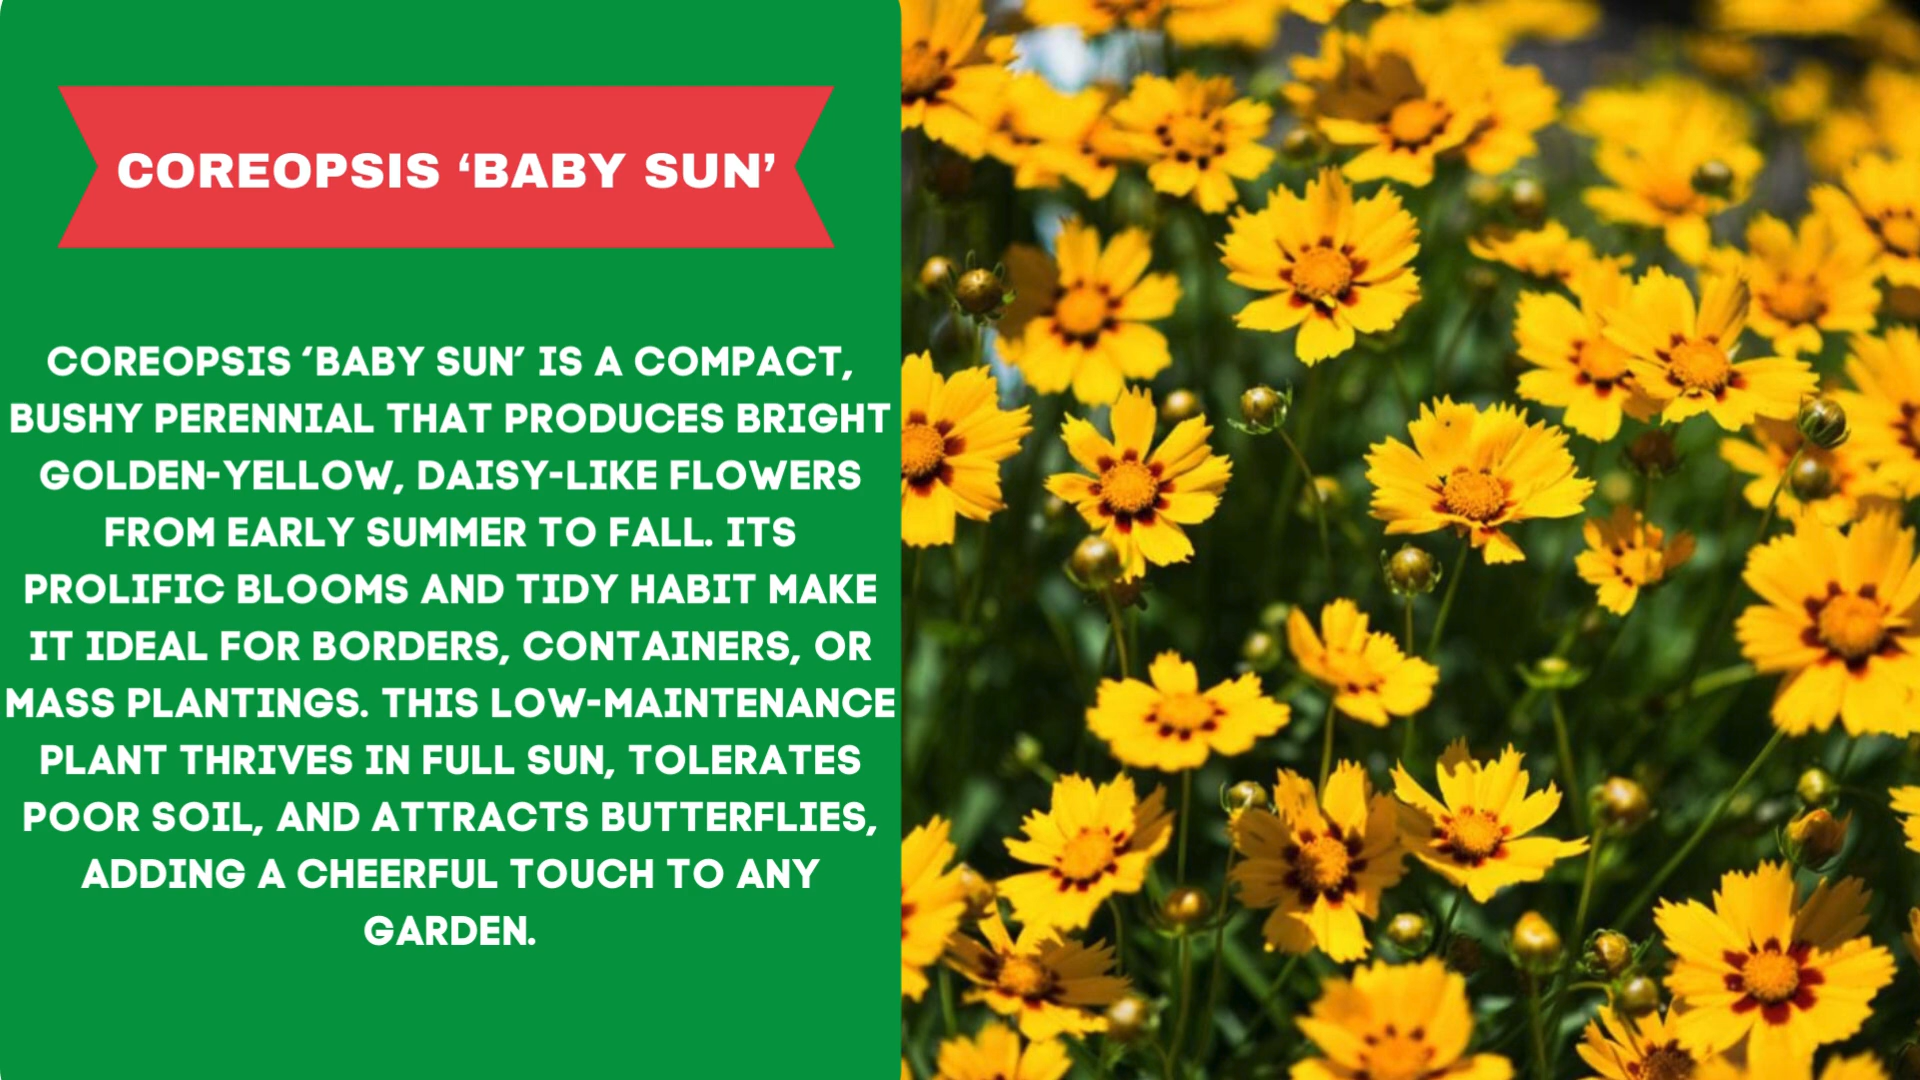 COREOPSIS ‘BABY SUN’
COREOPSIS ‘BABY SUN’ IS A COMPACT,
BUSHY PERENNIAL THAT PRODUCES BRIGHT
GOLDEN-YELLOW, DAISY-LIKE FLOWERS
FROM EARLY SUMMER TO FALL. ITS
PROLIFIC BLOOMS AND TIDY HABIT MAKE
IT IDEAL FOR BORDERS, CONTAINERS, OR
MASS PLANTINGS. THIS LOW-MAINTENANCE
PLANT THRIVES IN FULL SUN, TOLERATES
POOR SOIL, AND ATTRACTS BUTTERFLIES,
ADDING A CHEERFUL TOUCH TO ANY
GARDEN.